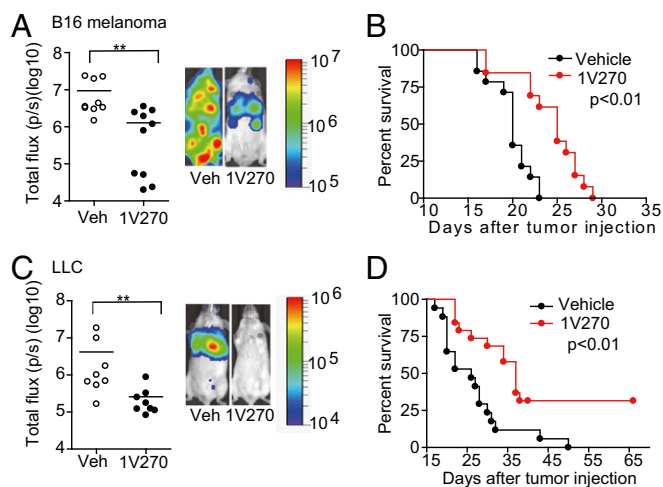 A B16 melanoma
Total flux (p/s)(log10)
8
7
6
5
4
**
Veh 1V270
Veh 1V270
10^7
10^6
10^5
B
Percent survival
100
75
50
25
0
Vehicle
1V270
p<0.01
10 15 20 25 30 35
Days after tumor injection
C LLC
Total flux (p/s) (log10)
8
7
6
5
4
**
Veh 1V270
Veh 1V270
10^6
10^5
10^4
D
Percent survival
100
75
50
25
0
Vehicle
1V270
p<0.01
15 25 35 45 55 65
Days after tumor injection